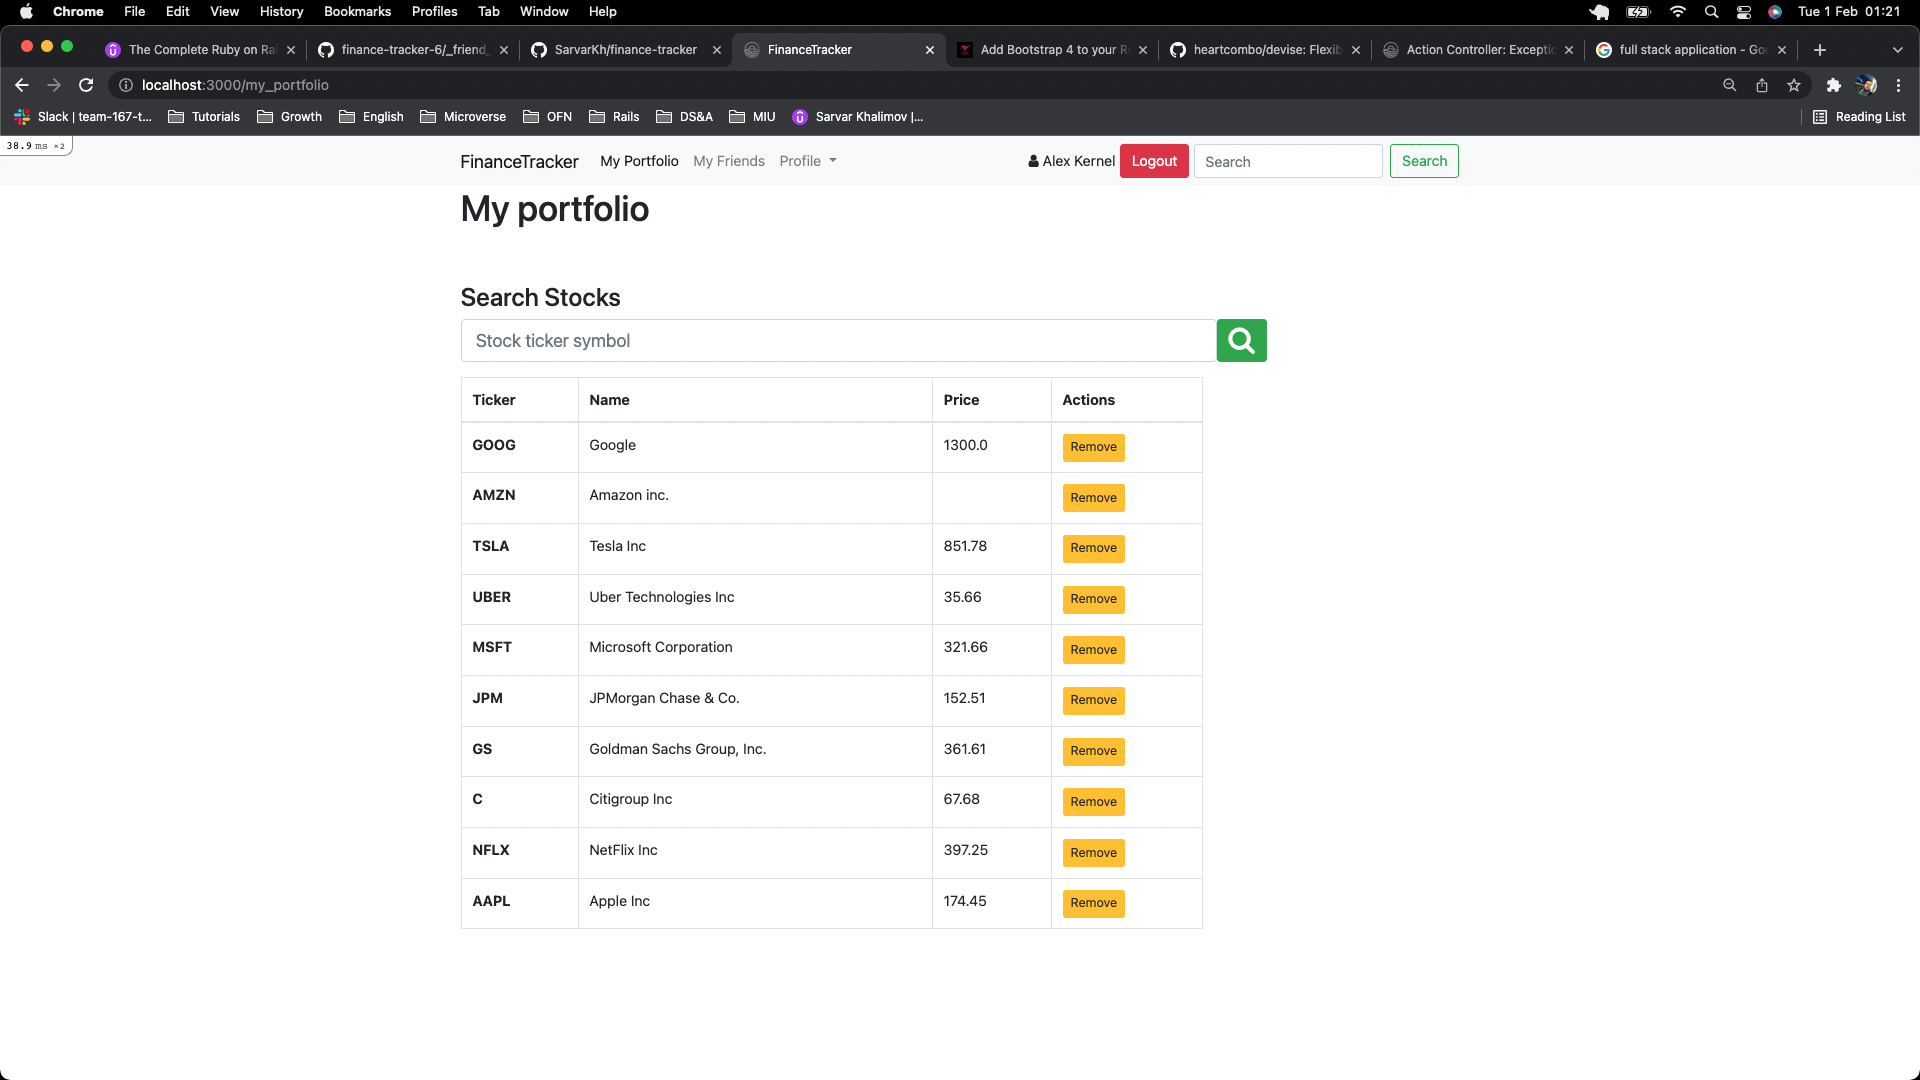 Chrome File Edit View History Bookmarks Profiles Tab Window Help Tue 1 Feb 01:21
The Complete Ruby on Rai finance-tracker-6/_friend_ SarvarKh/finance-tracker FinanceTracker Add Bootstrap 4 to your R heartcombo/devise: Flexib Action Controller: Exceptio full stack application - Goo
localhost:3000/my_portfolio
Slack | team-167-t... Tutorials Growth English Microverse OFN Rails DS&A MIU Sarvar Khalimov |... Reading List
38.9 ms ×2
FinanceTracker My Portfolio My Friends Profile Alex Kernel Logout Search Search
My portfolio
Search Stocks
Stock ticker symbol
Ticker Name Price Actions
GOOG Google 1300.0 Remove
AMZN Amazon inc. Remove
TSLA Tesla Inc 851.78 Remove
UBER Uber Technologies Inc 35.66 Remove
MSFT Microsoft Corporation 321.66 Remove
JPM JPMorgan Chase & Co. 152.51 Remove
GS Goldman Sachs Group, Inc. 361.61 Remove
C Citigroup Inc 67.68 Remove
NFLX NetFlix Inc 397.25 Remove
AAPL Apple Inc 174.45 Remove